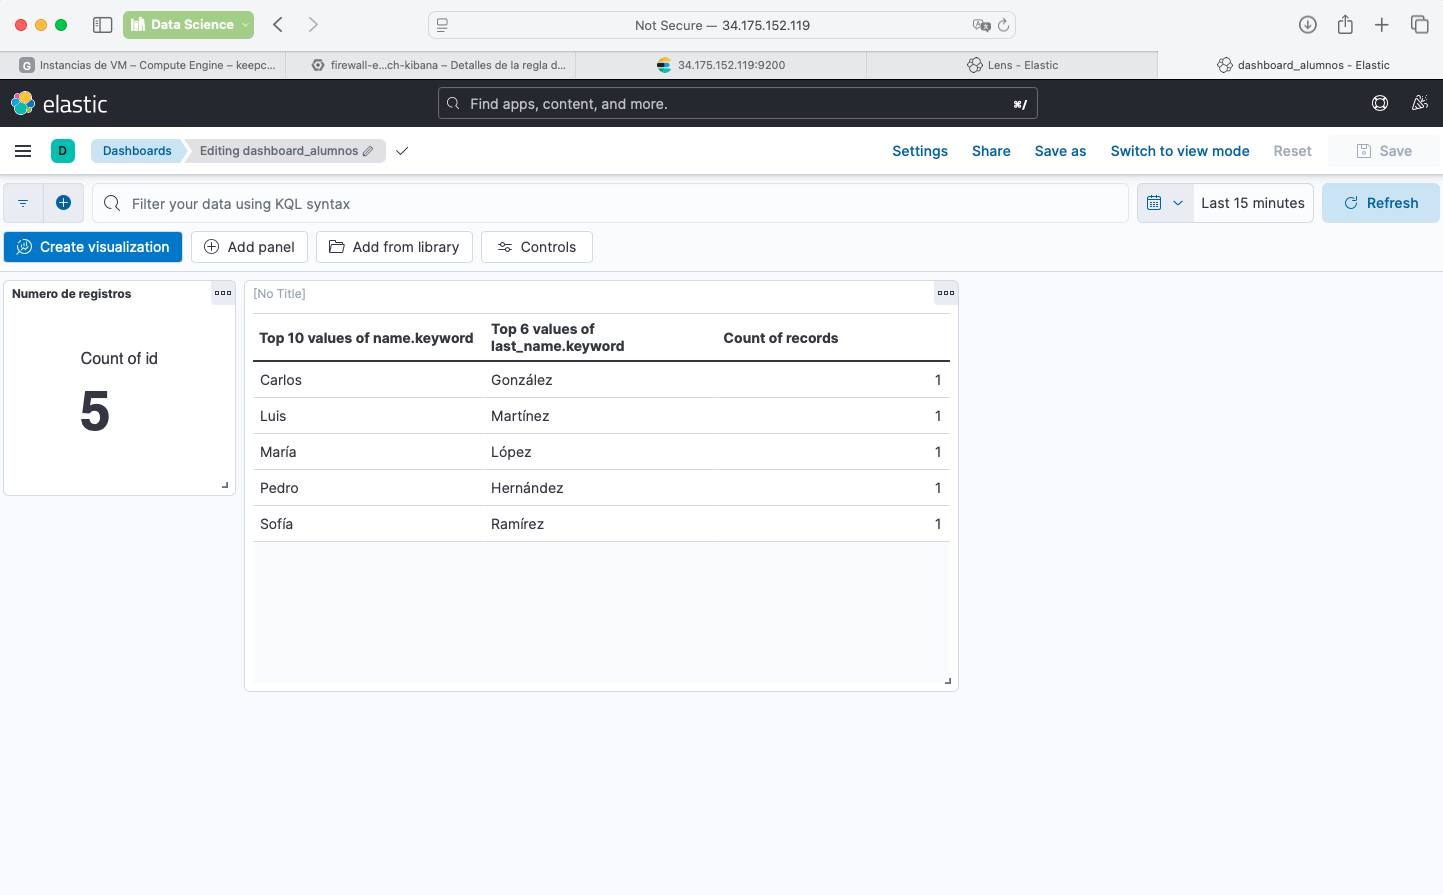 Data Science
Not Secure — 34.175.152.119
G Instancias de VM – Compute Engine – keepc...
firewall-e...ch-kibana – Detalles de la regla d...
34.175.152.119:9200
Lens - Elastic
dashboard_alumnos - Elastic
elastic
Find apps, content, and more.
⌘/
D
Dashboards
Editing dashboard_alumnos
Settings
Share
Save as
Switch to view mode
Reset
Save
Filter your data using KQL syntax
Last 15 minutes
Refresh
Create visualization
Add panel
Add from library
Controls
Numero de registros
Count of id
5
[No Title]
Top 10 values of name.keyword
Top 6 values of
last_name.keyword
Count of records
Carlos González 1
Luis Martínez 1
María López 1
Pedro Hernández 1
Sofía Ramírez 1